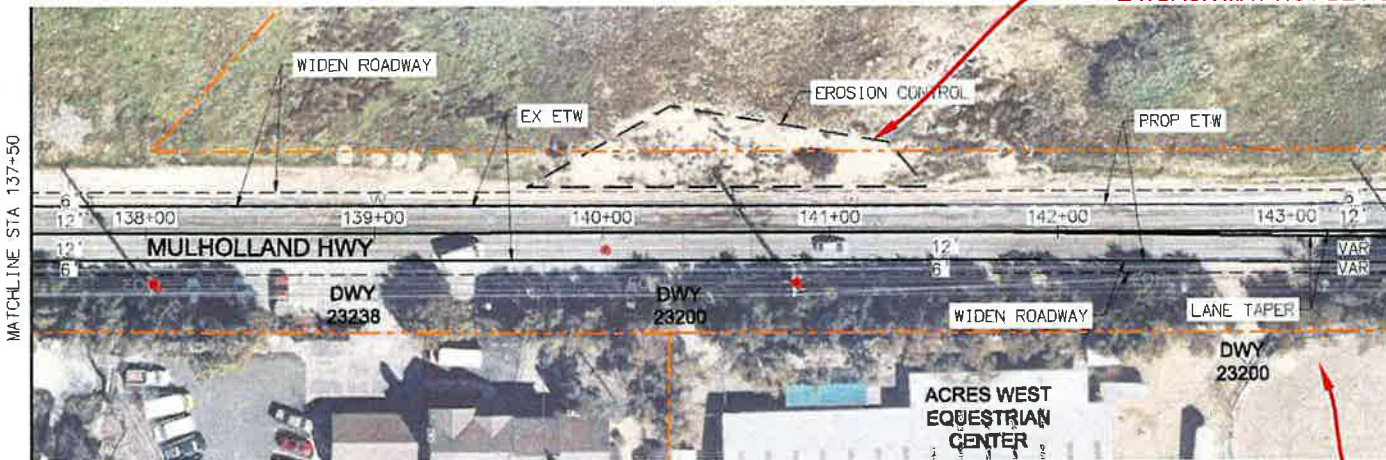 WIDEN ROADWAY
EROSION CONTROL
EX ETW
PROP ETW
MATCHLINE STA 137+50
6'
12' 138+00 139+00 140+00 141+00 142+00 143+00 12'
MULHOLLAND HWY
12' 12' VAR
6' 6' VAR
DWY
23238
DWY
23200
WIDEN ROADWAY
LANE TAPER
DWY
23200
ACRES WEST
EQUESTRIAN
CENTER